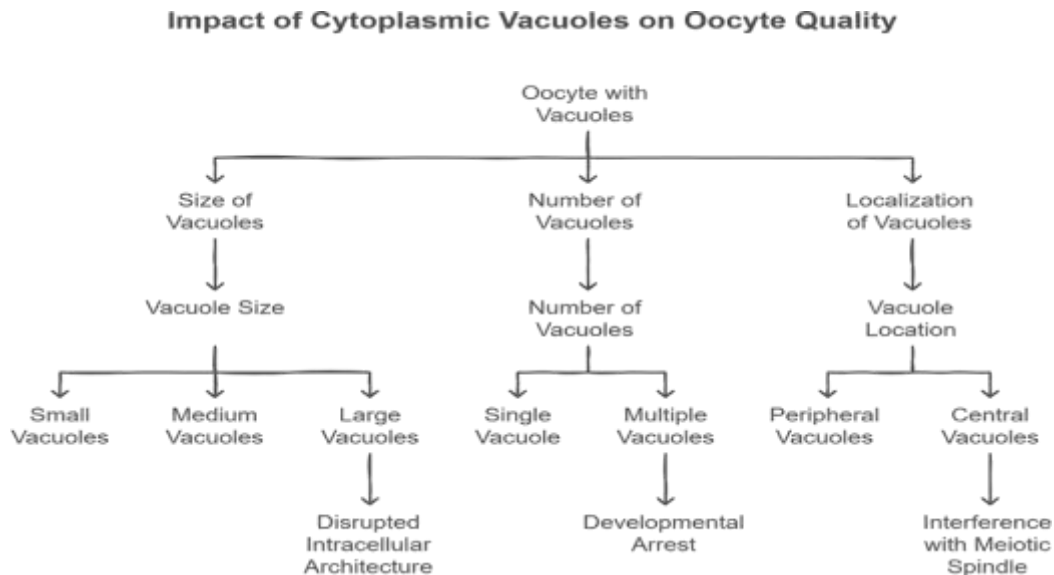 Impact of Cytoplasmic Vacuoles on Oocyte Quality
Oocyte with
Vacuoles
Size of
Vacuoles
Number of
Vacuoles
Localization
of Vacuoles
Vacuole Size
Number of
Vacuoles
Vacuole
Location
Small
Vacuoles
Medium
Vacuoles
Large
Vacuoles
Single
Vacuole
Multiple
Vacuoles
Peripheral
Vacuoles
Central
Vacuoles
Disrupted
Intracellular
Architecture
Developmental
Arrest
Interference
with Meiotic
Spindle